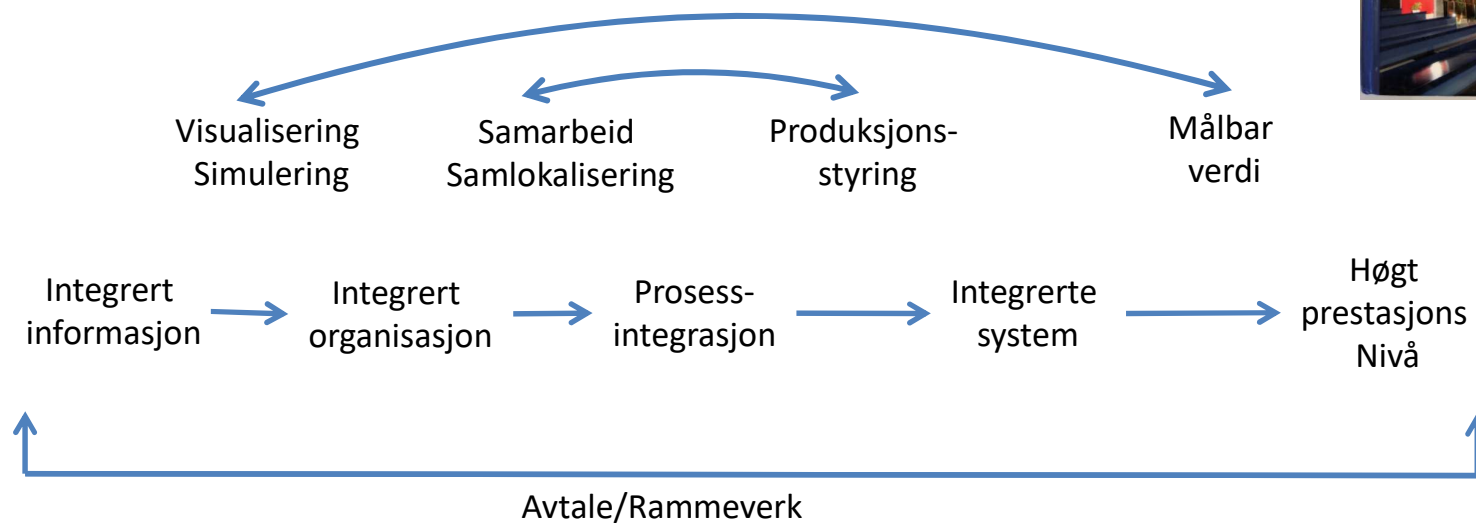 Visualisering
Simulering
Samarbeid
Samlokalisering
Produksjons-
styring
Målbar
verdi
Integrert
informasjon
Integrert
organisasjon
Prosess-
integrasjon
Integrerte
system
Høgt
prestasjons
Nivå
Avtale/Rammeverk